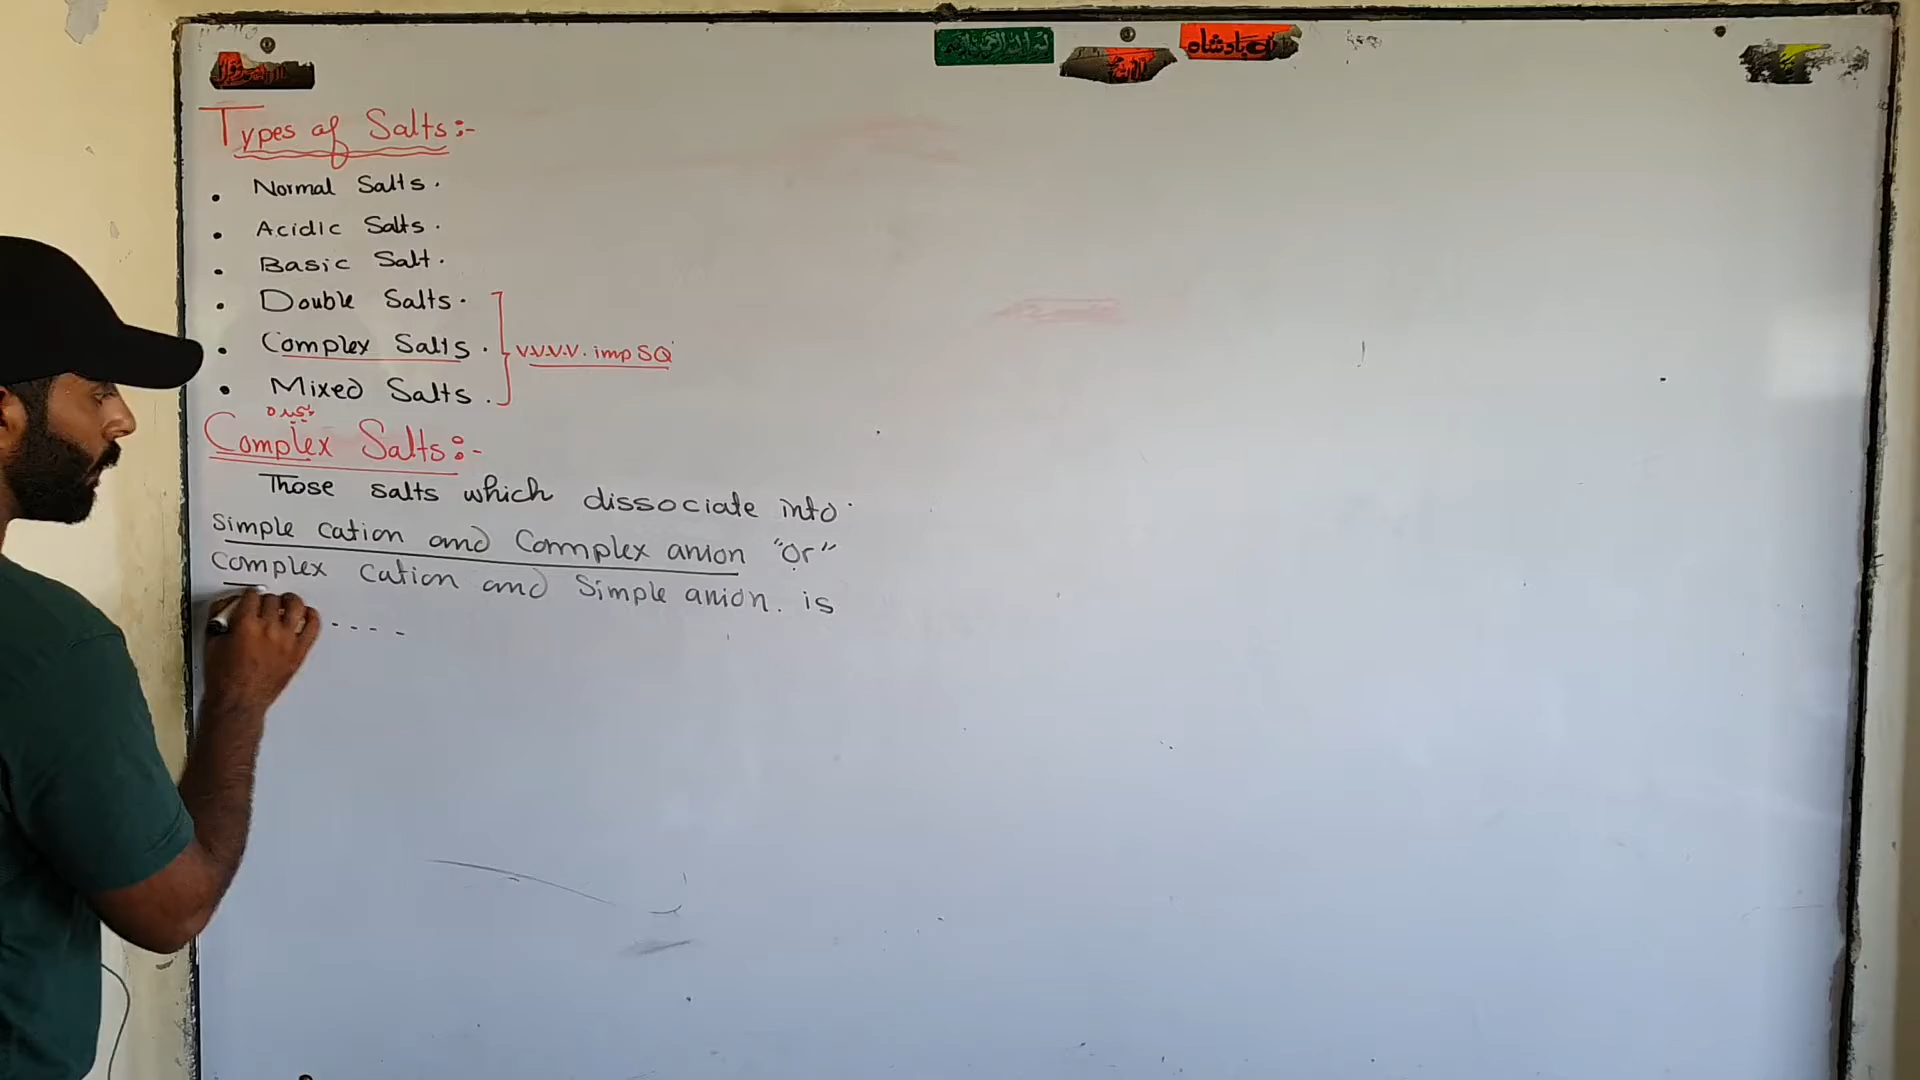 Types of Salts:-
• Normal Salts.
• Acidic Salts.
• Basic Salt.
• Double Salts.
• Complex Salts.
v.v.v.v. imp SQ
• Mixed Salts.
Complex Salts:-
Those salts which dissociate into
Simple cation and Commplex anion "Or"
Complex Cation and Simple anion. is